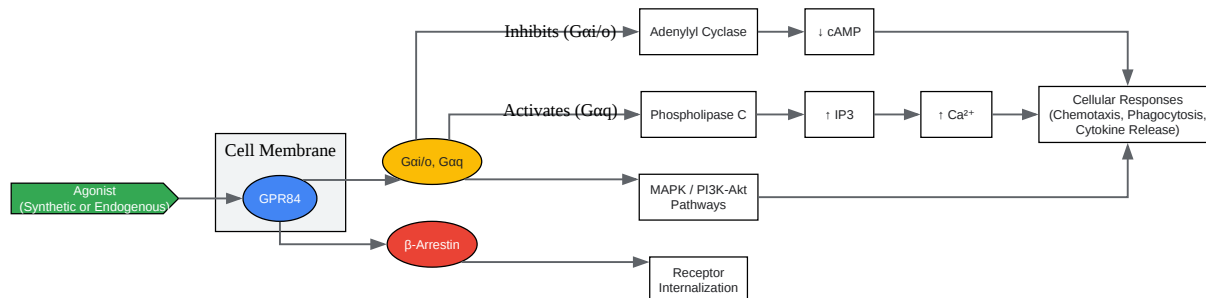 Inhibits (Gαi/o)
Adenylyl Cyclase
↓ cAMP
Activates (Gαq)
Phospholipase C
↑ IP3
↑ Ca²⁺
Cellular Responses
(Chemotaxis, Phagocytosis,
Cytokine Release)
Cell Membrane
Gαi/o, Gαq
Agonist
(Synthetic or Endogenous)
GPR84
MAPK / PI3K-Akt
Pathways
β-Arrestin
Receptor
Internalization